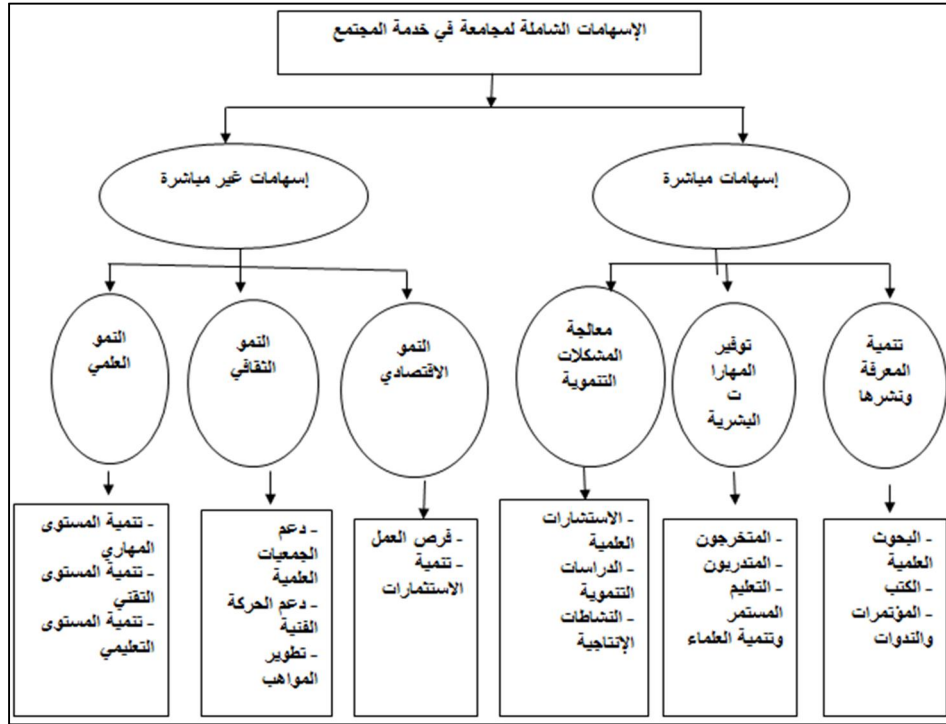 الإسهامات الشاملة لمجامعة في خدمة المجتمع
إسهامات مباشرة
إسهامات غير مباشرة
تنمية
المعرفة
ونشرها
توفير
المهارا
ت
البشرية
معالجة
المشكلات
التنموية
النمو
الاقتصادي
النمو
الثقافي
النمو
العلمي
- البحوث
العلمية
- الكتب
- المؤتمرات
والندوات
- المتخرجون
- المتدربون
- التعليم
المستمر
وتنمية العلماء
- الاستشارات
العلمية
- الدراسات
التنموية
- النشاطات
الإنتاجية
- فرص العمل
- تنمية
الاستثمارات
- دعم
الجمعيات
العلمية
- دعم الحركة
الفنية
- تطوير
المواهب
- تنمية المستوى
المهاري
- تنمية المستوى
التقني
- تنمية المستوى
التعليمي